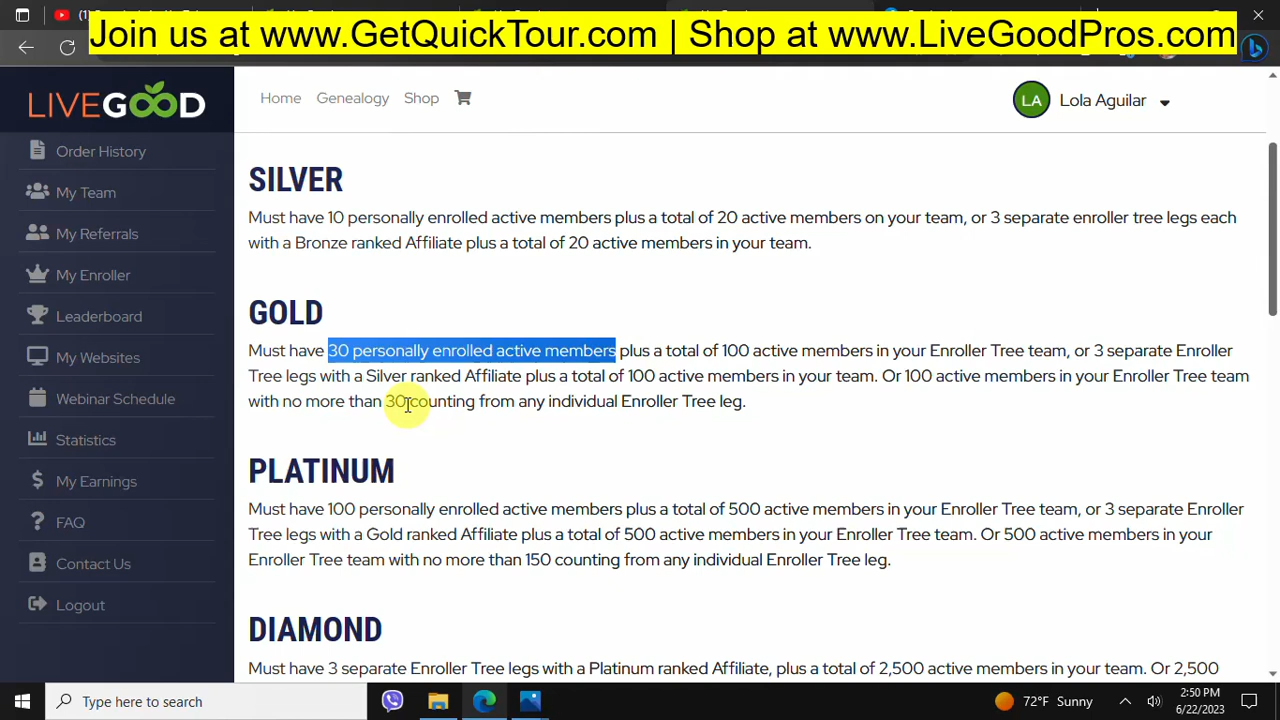 Join us at www.GetQuickTour.com | Shop at www.LiveGoodPros.com
LIVEGOOD
Home
Genealogy
Shop
LA
Lola Aguilar
Order History
My Team
My Referrals
My Enroller
Leaderboard
My Websites
Webinar Schedule
Statistics
My Earnings
FAQ
Contact Us
Logout
SILVER
Must have 10 personally enrolled active members plus a total of 20 active members on your team, or 3 separate enroller tree legs each
with a Bronze ranked Affiliate plus a total of 20 active members in your team.
GOLD
Must have 30 personally enrolled active members plus a total of 100 active members in your Enroller Tree team, or 3 separate Enroller
Tree legs with a Silver ranked Affiliate plus a total of 100 active members in your team. Or 100 active members in your Enroller Tree team
with no more than 30 counting from any individual Enroller Tree leg.
PLATINUM
Must have 100 personally enrolled active members plus a total of 500 active members in your Enroller Tree team, or 3 separate Enroller
Tree legs with a Gold ranked Affiliate plus a total of 500 active members in your Enroller Tree team. Or 500 active members in your
Enroller Tree team with no more than 150 counting from any individual Enroller Tree leg.
DIAMOND
Must have 3 separate Enroller Tree legs with a Platinum ranked Affiliate, plus a total of 2,500 active members in your team. Or 2,500
Type here to search
72°F Sunny
2:50 PM
6/22/2023